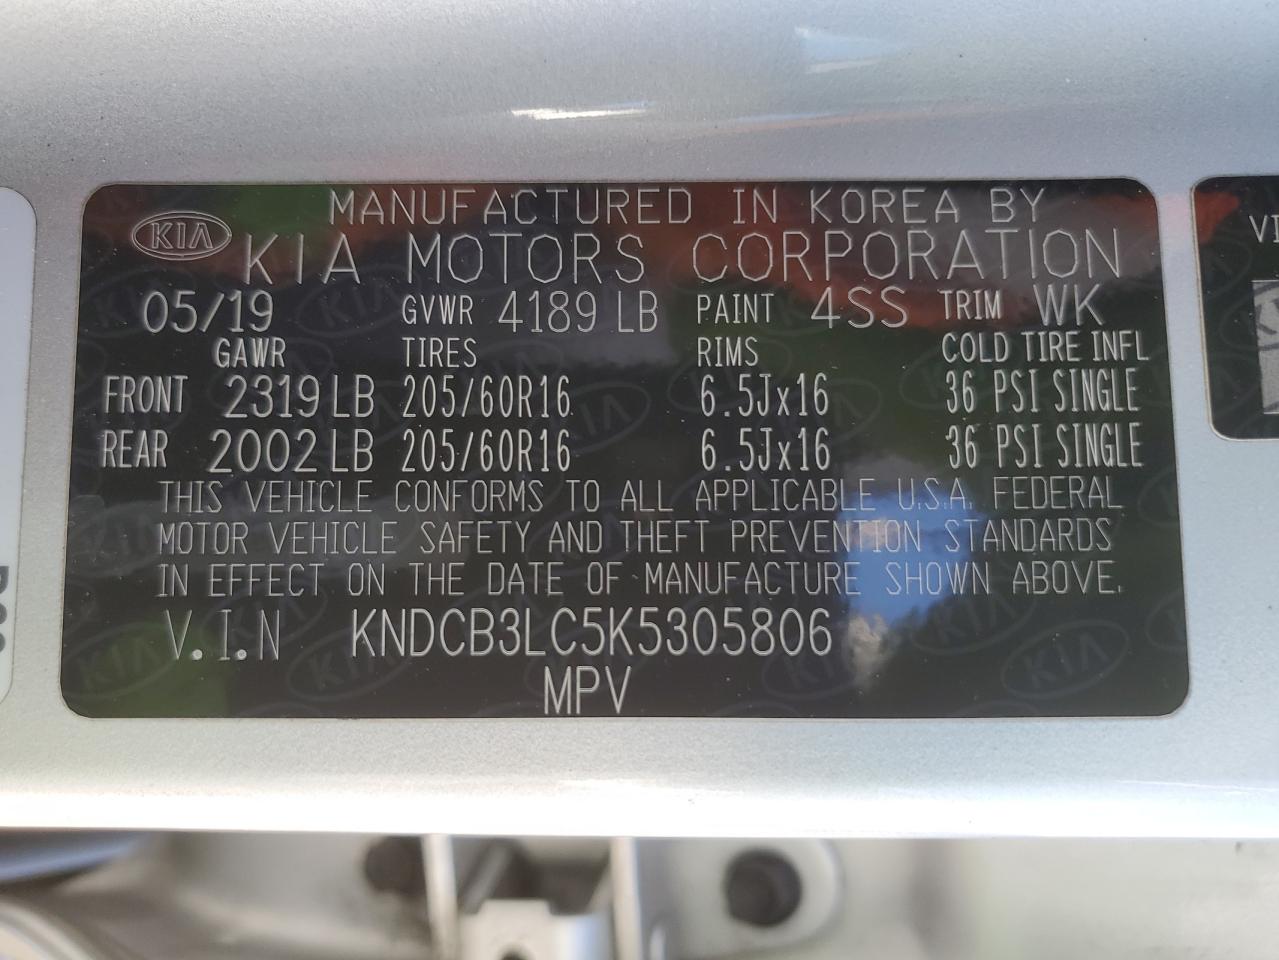 MANUFACTURED IN KOREA BY
KIA KIA MOTORS CORPORATION
05/19 GVWR 4189 LB PAINT 4SS TRIM WK
GAWR TIRES RIMS COLD TIRE INFL
FRONT 2319 LB 205/60R16 6.5Jx16 36 PSI SINGLE
REAR 2002 LB 205/60R16 6.5Jx16 36 PSI SINGLE
THIS VEHICLE CONFORMS TO ALL APPLICABLE U.S.A. FEDERAL
MOTOR VEHICLE SAFETY AND THEFT PREVENTION STANDARDS
IN EFFECT ON THE DATE OF MANUFACTURE SHOWN ABOVE.
V.I.N KNDCB3LC5K5305806
MPV